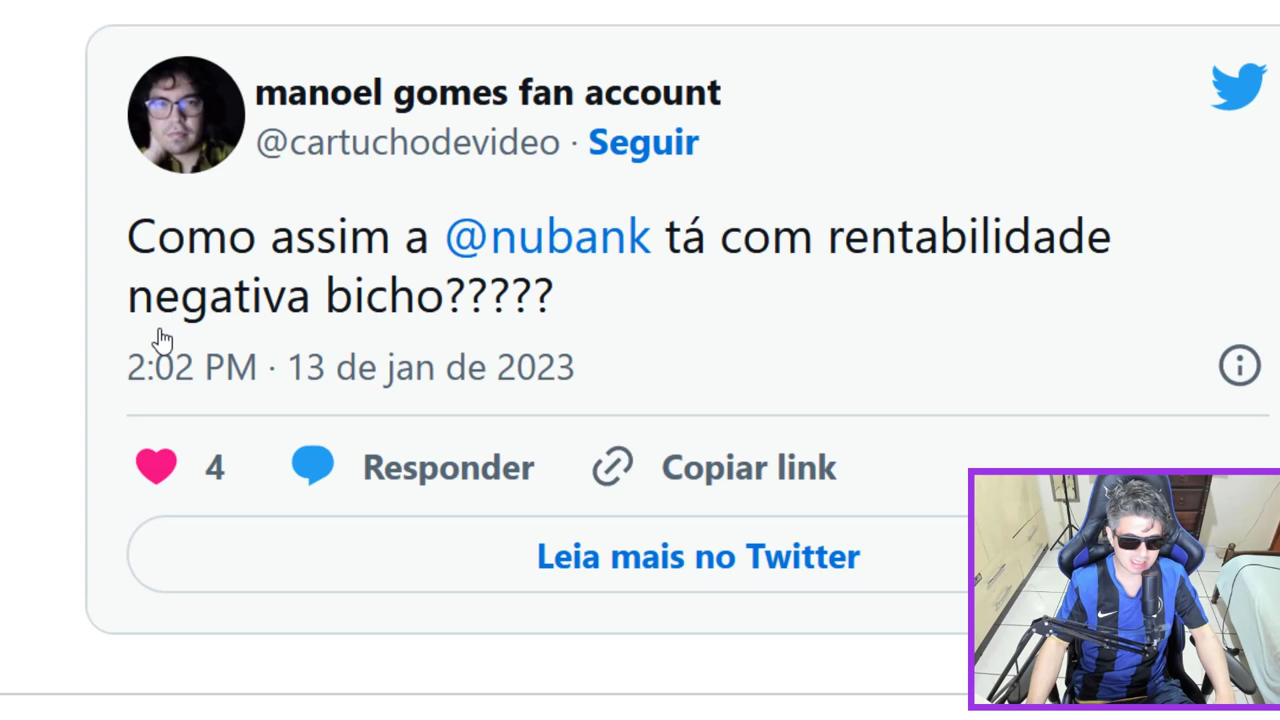 manoel gomes fan account
@cartuchodevideo · Seguir
Como assim a @nubank tá com rentabilidade
negativa bicho?????
2:02 PM · 13 de jan de 2023
4 Responder Copiar link
Leia mais no Twitter